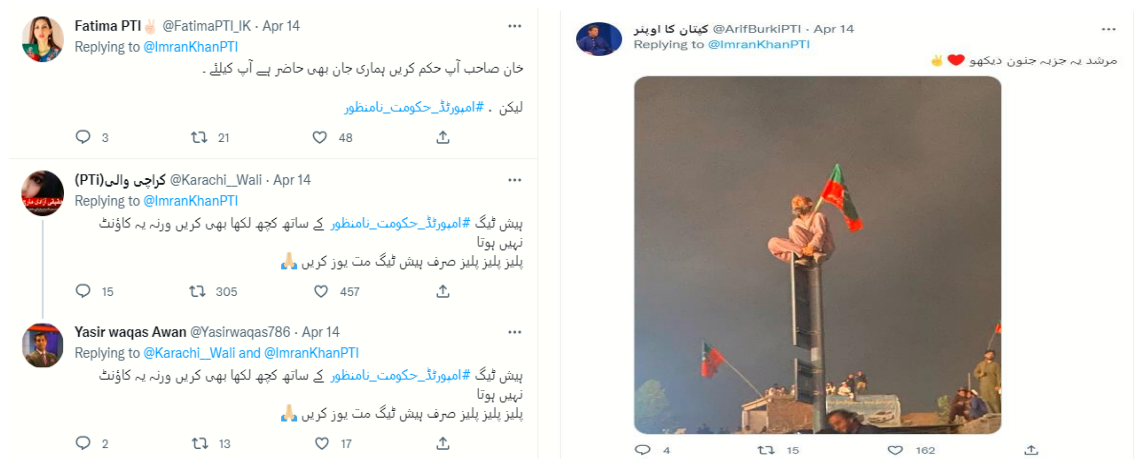 Fatima PTI✌🏻 @FatimaPTI_IK · Apr 14
Replying to @ImranKhanPTI
خان صاحب آپ حکم کریں ہماری جان بھی حاضر ہے آپ کیلئے .
لیکن . #امپورٹڈ_حکومت_نامنظور
3 21 48
کراچی والی(PTi) @Karachi__Wali · Apr 14
Replying to @ImranKhanPTI
ہیش ٹیگ #امپورٹڈ_حکومت_نامنظور کے ساتھ کچھ لکھا بھی کریں ورنہ یہ کاؤنٹ
نہیں ہوتا
پلیز پلیز پلیز صرف ہیش ٹیگ مت یوز کریں 🙏🏼
15 305 457
Yasir waqas Awan @Yasirwaqas786 · Apr 14
Replying to @Karachi__Wali and @ImranKhanPTI
ہیش ٹیگ #امپورٹڈ_حکومت_نامنظور کے ساتھ کچھ لکھا بھی کریں ورنہ یہ کاؤنٹ
نہیں ہوتا
پلیز پلیز پلیز صرف ہیش ٹیگ مت یوز کریں 🙏🏼
2 13 17
کپتان کا اوپنر @ArifBurkiPTI · Apr 14
Replying to @ImranKhanPTI
مرشد یہ جزبہ جنون دیکھو ❤️✌️
4 15 162